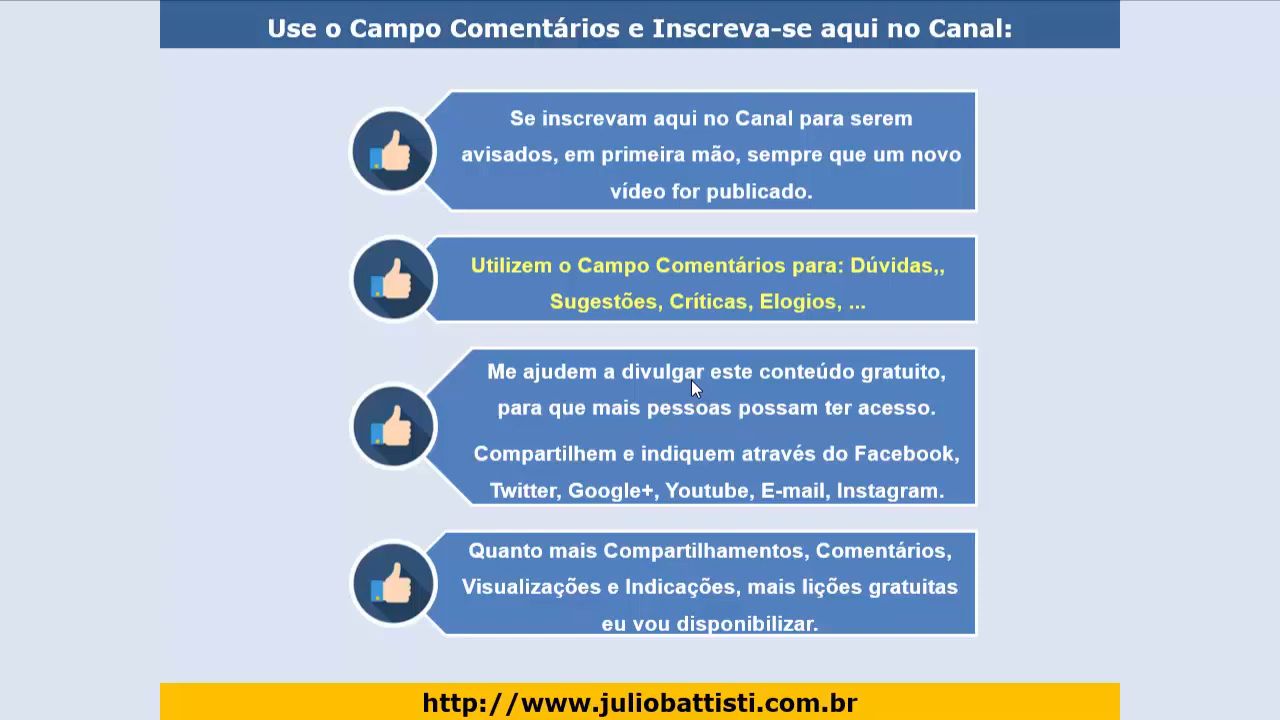 Use o Campo Comentários e Inscreva-se aqui no Canal:
Se inscrevam aqui no Canal para serem
avisados, em primeira mão, sempre que um novo
vídeo for publicado.
Utilizem o Campo Comentários para: Dúvidas,,
Sugestões, Críticas, Elogios, ...
Me ajudem a divulgar este conteúdo gratuito,
para que mais pessoas possam ter acesso.
Compartilhem e indiquem através do Facebook,
Twitter, Google+, Youtube, E-mail, Instagram.
Quanto mais Compartilhamentos, Comentários,
Visualizações e Indicações, mais lições gratuitas
eu vou disponibilizar.
http://www.juliobattisti.com.br